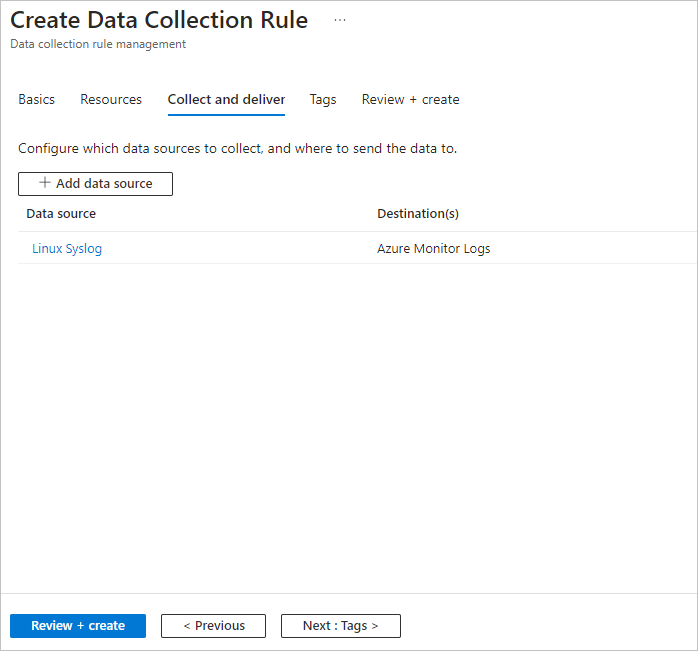 Create Data Collection Rule ...
Data collection rule management
Basics Resources Collect and deliver Tags Review + create
Configure which data sources to collect, and where to send the data to.
+ Add data source
Data source Destination(s)
Linux Syslog Azure Monitor Logs
Review + create < Previous Next : Tags >